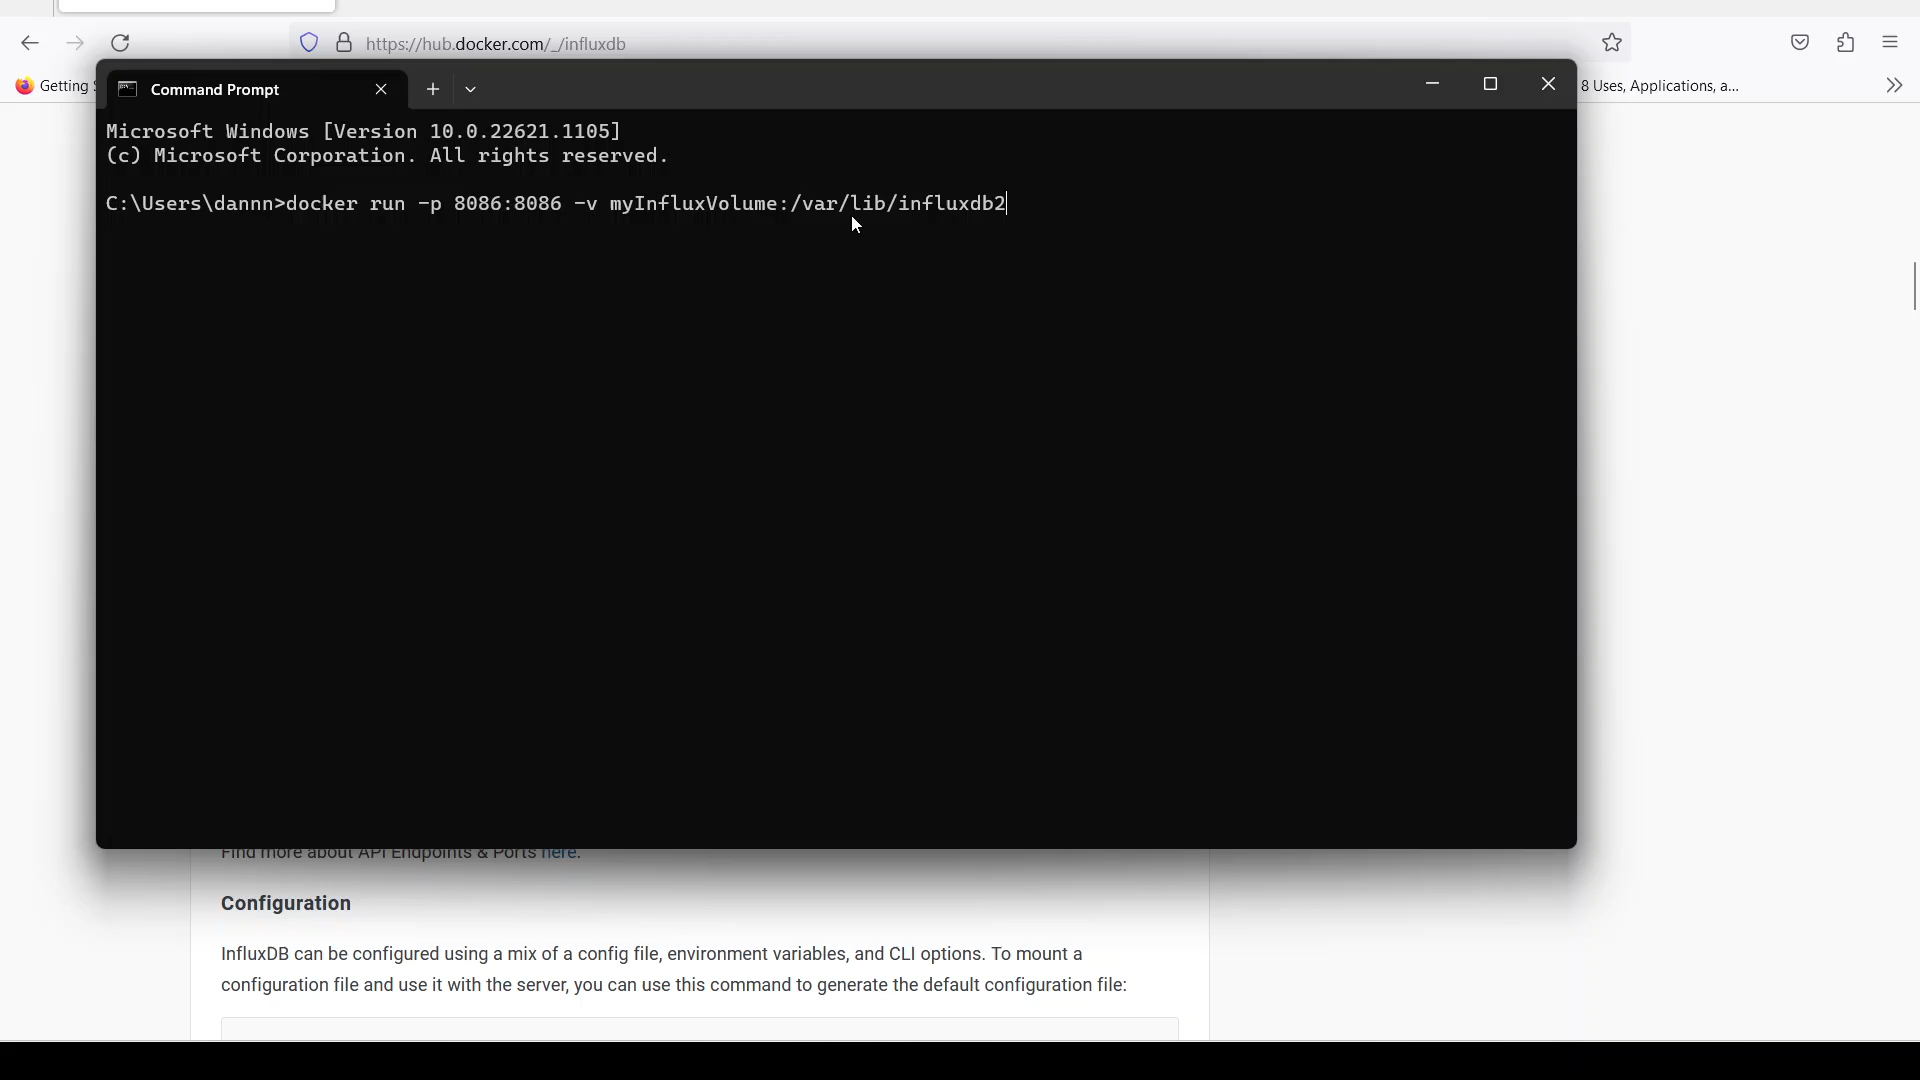 https://hub.docker.com/_/influxdb
Getting
8 Uses, Applications, a...
Command Prompt
Microsoft Windows [Version 10.0.22621.1105]
(c) Microsoft Corporation. All rights reserved.
C:\Users\dannn>docker run -p 8086:8086 -v myInfluxVolume:/var/lib/influxdb2
Find more about API Endpoints & Ports here.
Configuration
InfluxDB can be configured using a mix of a config file, environment variables, and CLI options. To mount a
configuration file and use it with the server, you can use this command to generate the default configuration file: